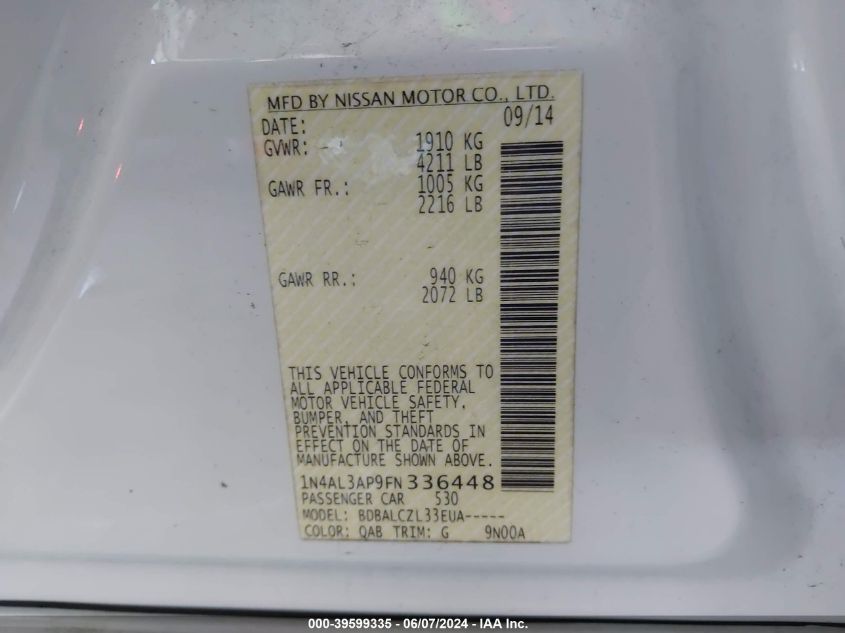 MFD BY NISSAN MOTOR CO., LTD.
DATE: 09/14
GVWR: 1910 KG
4211 LB
GAWR FR.: 1005 KG
2216 LB
GAWR RR.: 940 KG
2072 LB
THIS VEHICLE CONFORMS TO
ALL APPLICABLE FEDERAL
MOTOR VEHICLE SAFETY,
BUMPER, AND THEFT
PREVENTION STANDARDS IN
EFFECT ON THE DATE OF
MANUFACTURE SHOWN ABOVE.
1N4AL3AP9FN 336448
PASSENGER CAR 530
MODEL: BDBALCZL33EUA-----
COLOR: QAB TRIM: G 9N00A
000-39599335 - 06/07/2024 - IAA Inc.